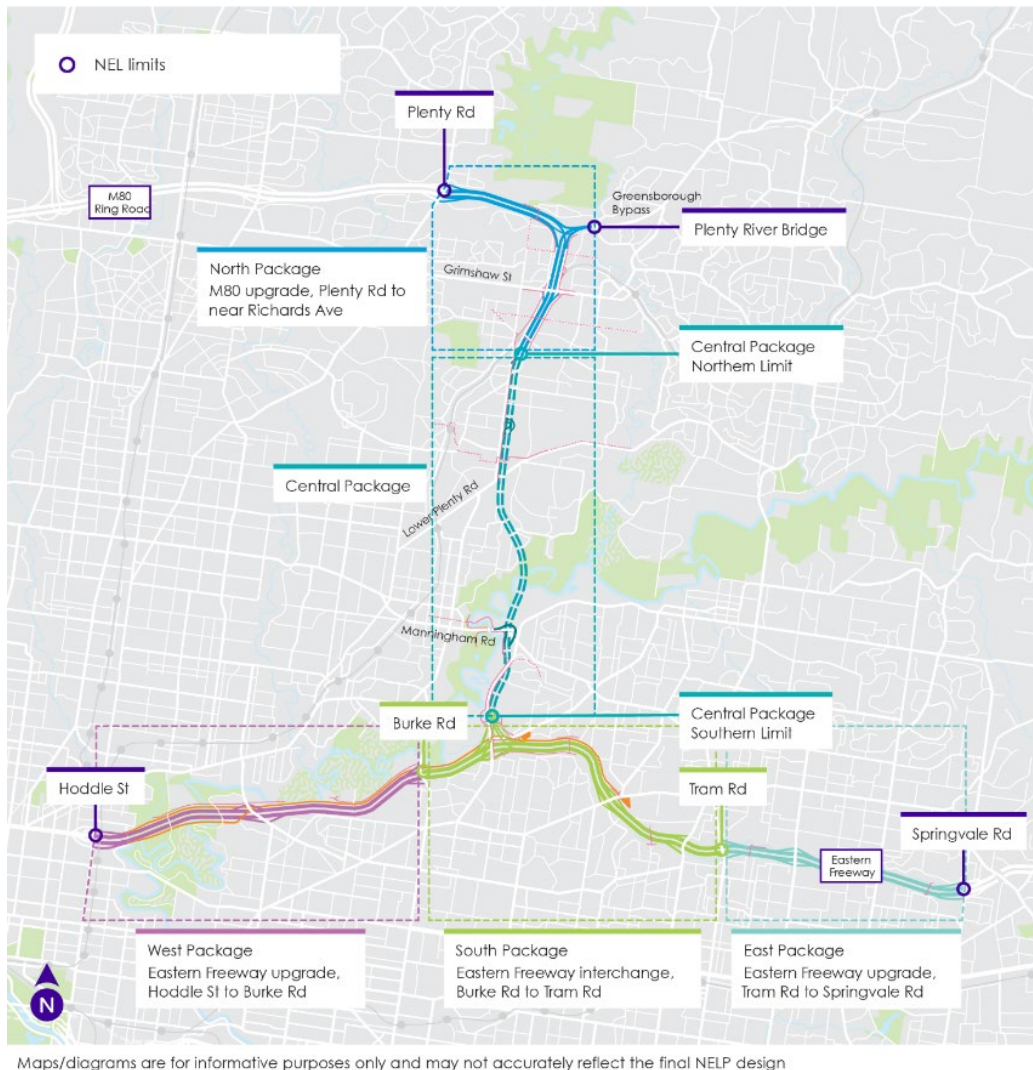 NEL limits
Plenty Rd
M80
Ring Road
Greensborough
Bypass
Plenty River Bridge
North Package
M80 upgrade, Plenty Rd to
near Richards Ave
Grimshaw St
Central Package
Northern Limit
Central Package
Lower Plenty Rd
Manningham Rd
Burke Rd
Central Package
Southern Limit
Hoddle St
Tram Rd
Springvale Rd
Eastern
Freeway
West Package
Eastern Freeway upgrade,
Hoddle St to Burke Rd
South Package
Eastern Freeway interchange,
Burke Rd to Tram Rd
East Package
Eastern Freeway upgrade,
Tram Rd to Springvale Rd
N
Maps/diagrams are for informative purposes only and may not accurately reflect the final NELP design